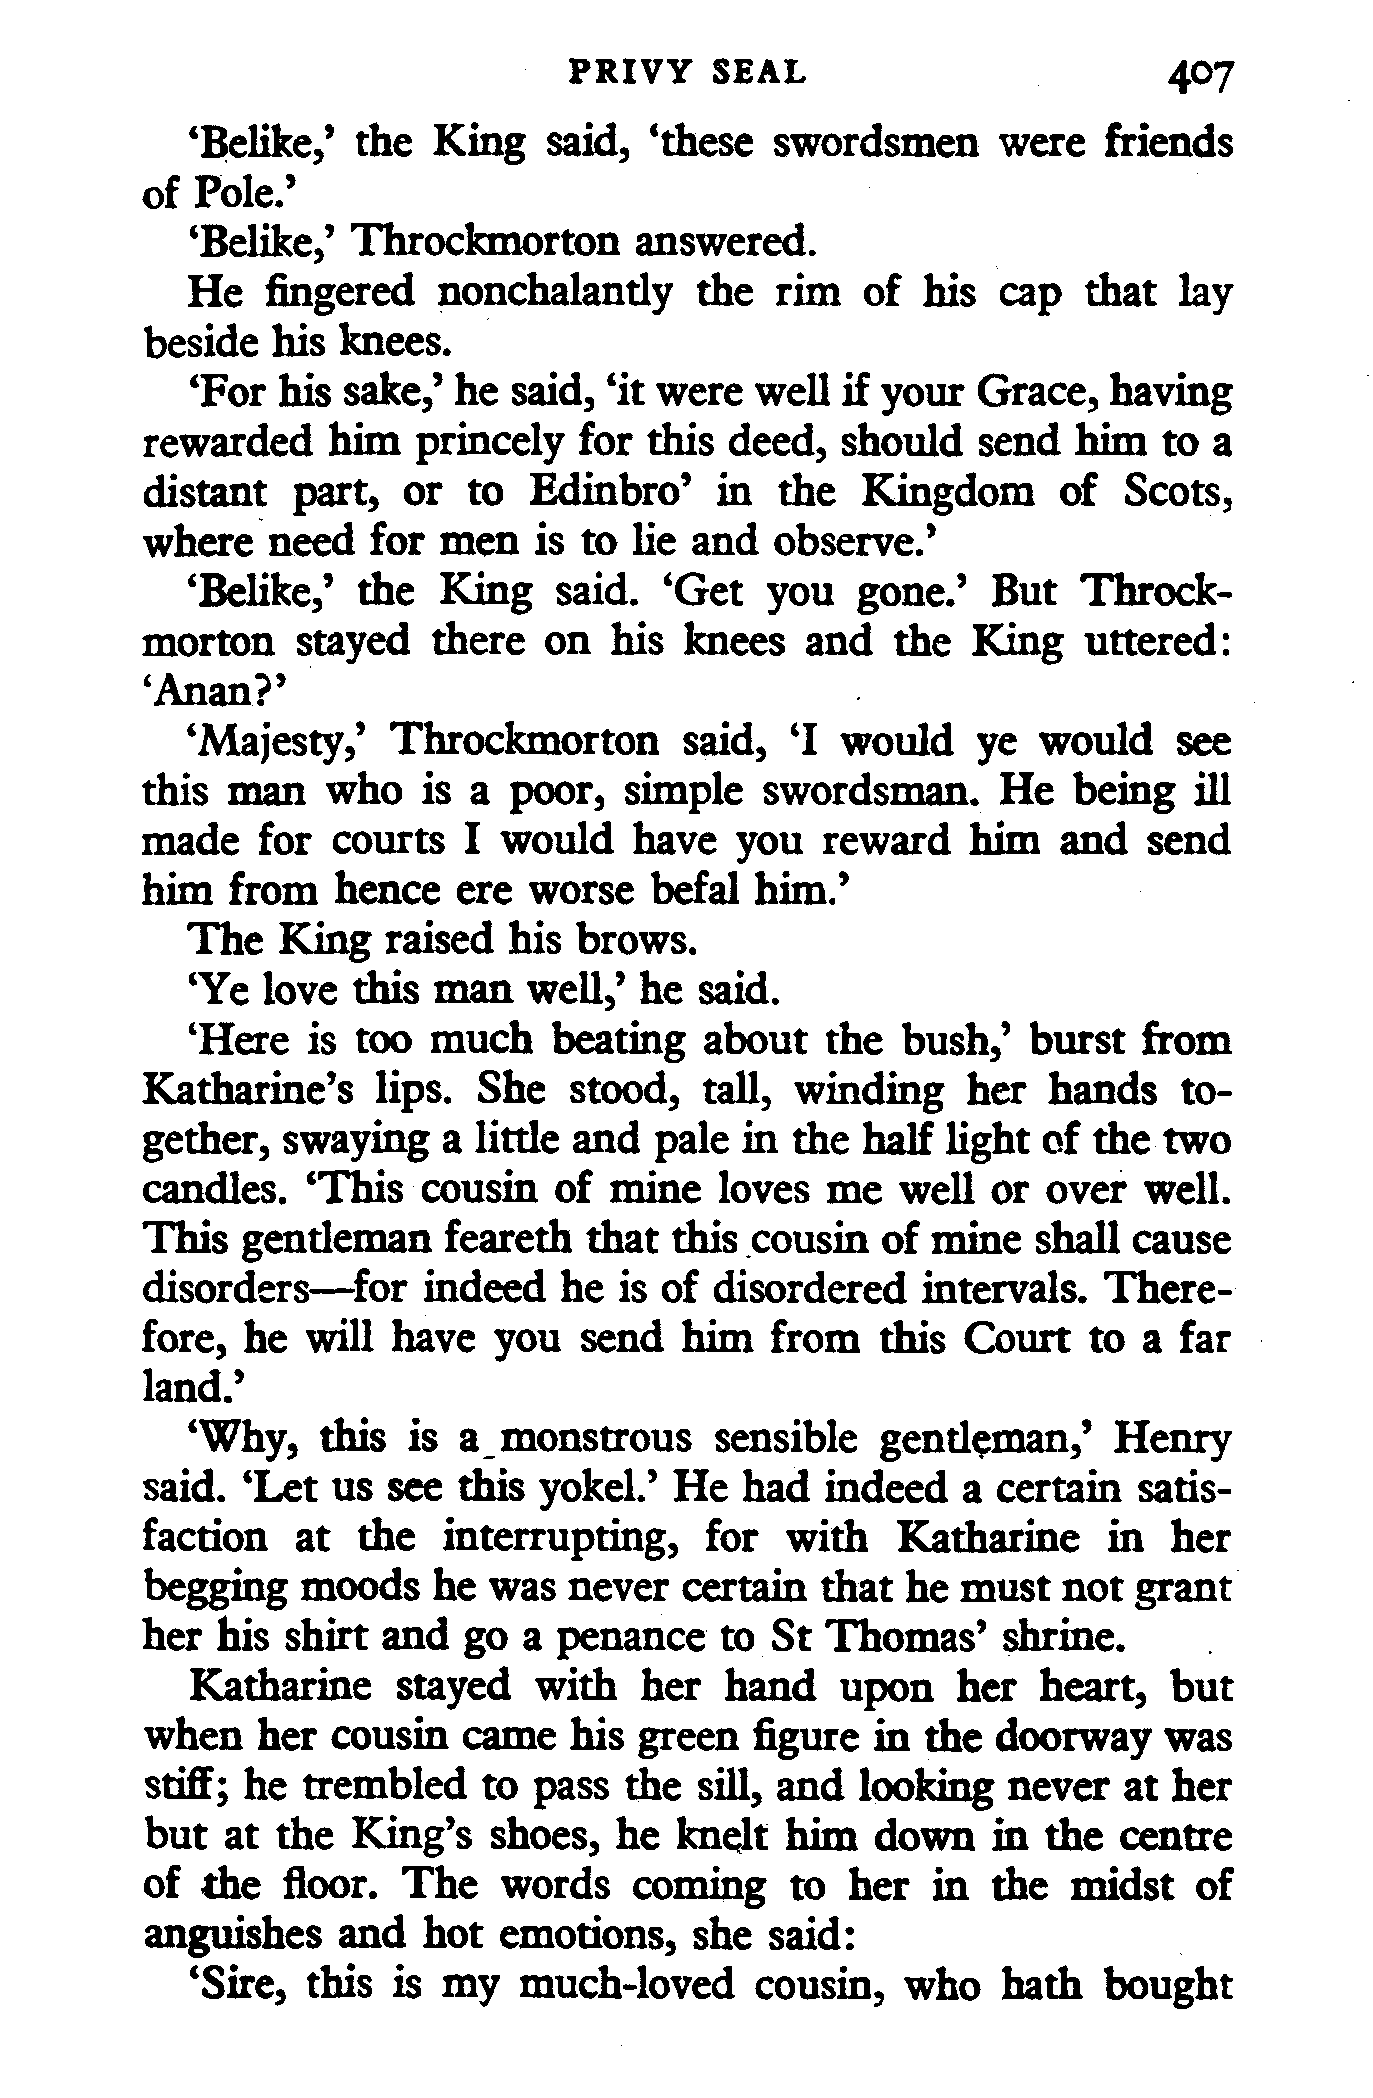 PRIVY SEAL 407
‘Belike,’ the King said, ‘these swordsmen were friends
of Pole.’
‘Belike,’ Throckmorton answered.
He fingered nonchalantly the rim of his cap that lay
beside his knees.
‘For his sake,’ he said, ‘it were well if your Grace, having
rewarded him princely for this deed, should send him to a
distant part, or to Edinbro’ in the Kingdom of Scots,
where need for men is to lie and observe.’
‘Belike,’ the King said. ‘Get you gone.’ But Throck-
morton stayed there on his knees and the King uttered:
‘Anan?’
‘Majesty,’ Throckmorton said, ‘I would ye would see
this man who is a poor, simple swordsman. He being ill
made for courts I would have you reward him and send
him from hence ere worse befal him.’
The King raised his brows.
‘Ye love this man well,’ he said.
‘Here is too much beating about the bush,’ burst from
Katharine’s lips. She stood, tall, winding her hands to-
gether, swaying a little and pale in the half light of the two
candles. ‘This cousin of mine loves me well or over well.
This gentleman feareth that this cousin of mine shall cause
disorders—for indeed he is of disordered intervals. There-
fore, he will have you send him from this Court to a far
land.’
‘Why, this is a monstrous sensible gentleman,’ Henry
said. ‘Let us see this yokel.’ He had indeed a certain satis-
faction at the interrupting, for with Katharine in her
begging moods he was never certain that he must not grant
her his shirt and go a penance to St Thomas’ shrine.
Katharine stayed with her hand upon her heart, but
when her cousin came his green figure in the doorway was
stiff; he trembled to pass the sill, and looking never at her
but at the King’s shoes, he knelt him down in the centre
of the floor. The words coming to her in the midst of
anguishes and hot emotions, she said:
‘Sire, this is my much-loved cousin, who hath bought